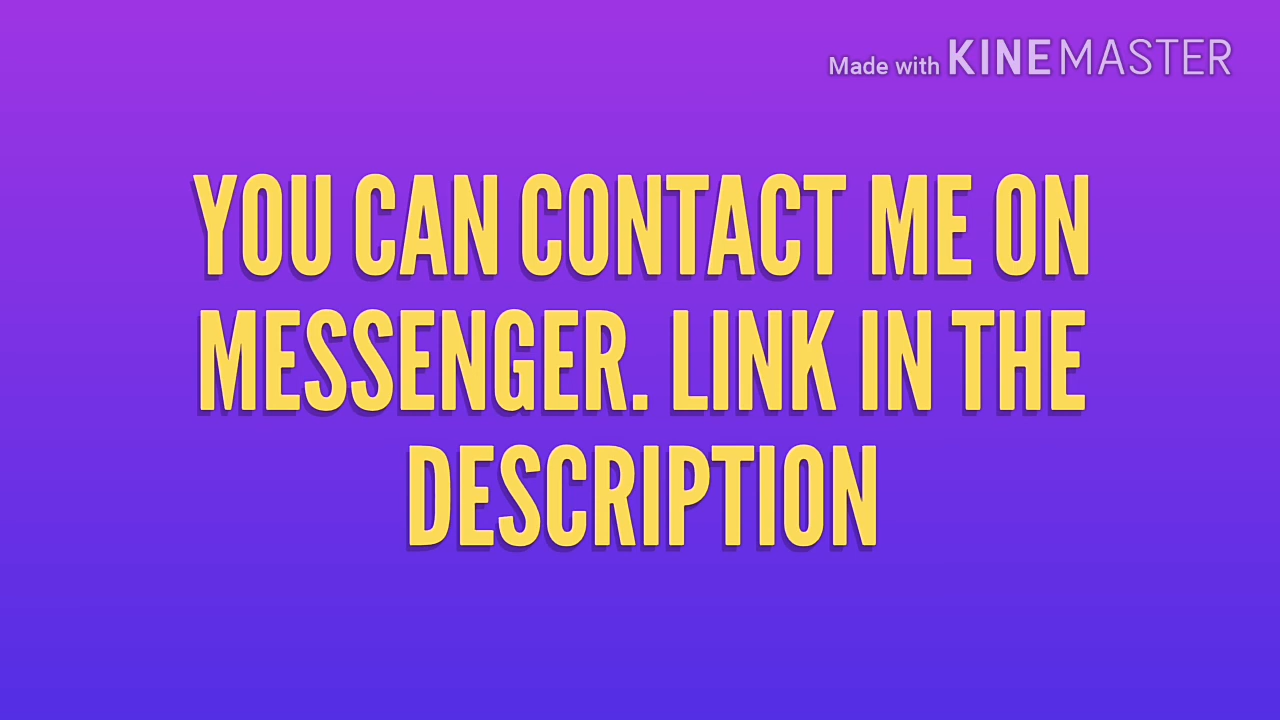 Made with KINEMASTER
YOU CAN CONTACT ME ON
MESSENGER. LINK IN THE
DESCRIPTION